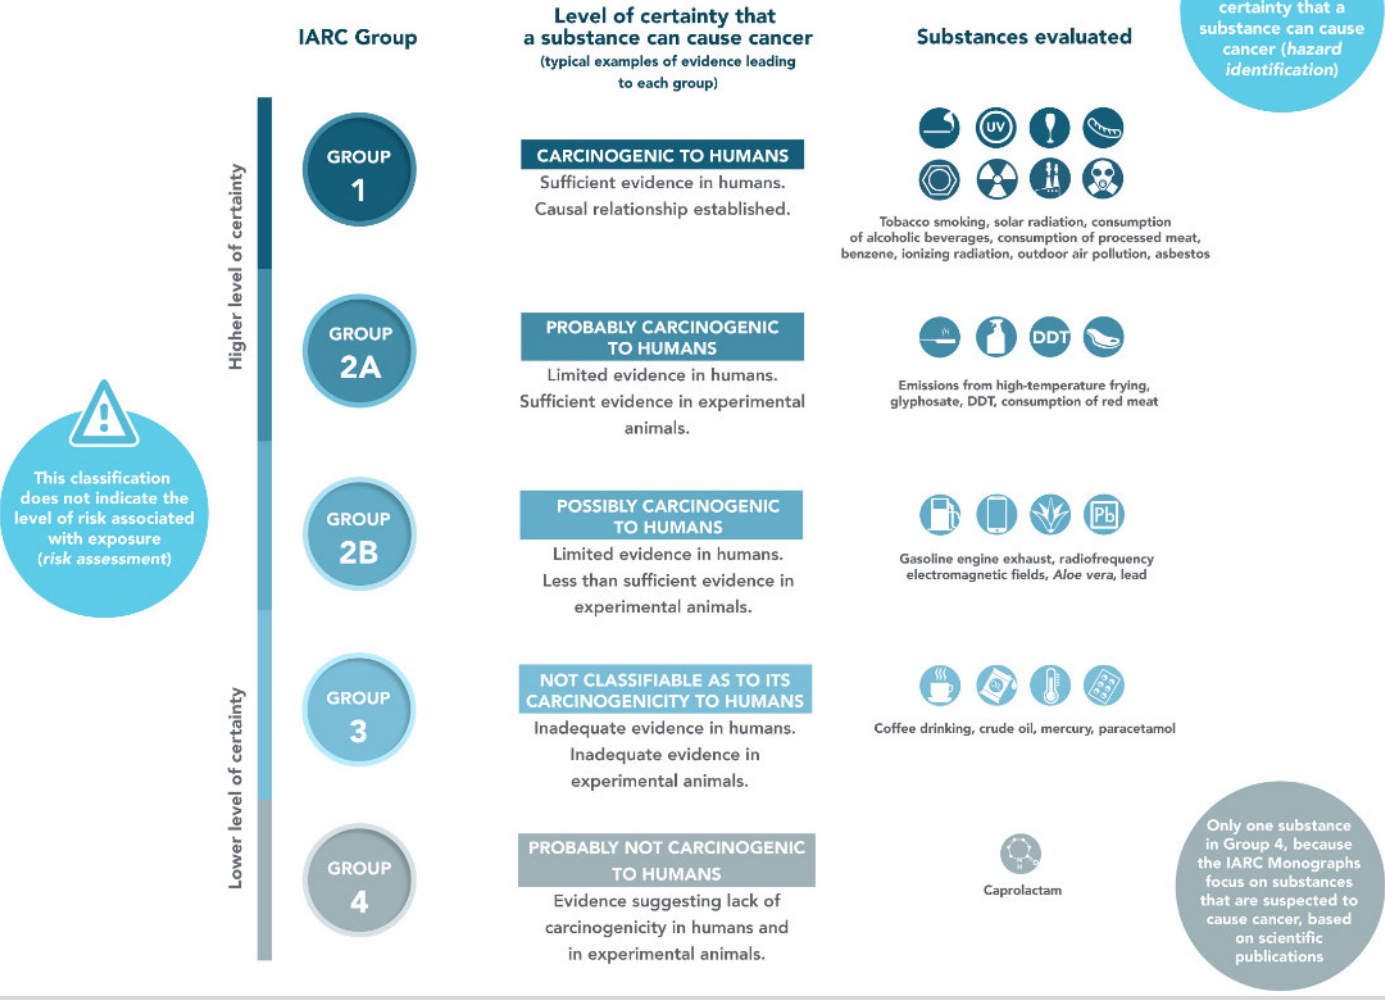 certainty that a
substance can cause
cancer (hazard
identification)
IARC Group
Level of certainty that
a substance can cause cancer
(typical examples of evidence leading
to each group)
Substances evaluated
Higher level of certainty
Lower level of certainty
GROUP
1
CARCINOGENIC TO HUMANS
Sufficient evidence in humans.
Causal relationship established.
UV
Tobacco smoking, solar radiation, consumption
of alcoholic beverages, consumption of processed meat,
benzene, ionizing radiation, outdoor air pollution, asbestos
GROUP
2A
PROBABLY CARCINOGENIC
TO HUMANS
Limited evidence in humans.
Sufficient evidence in experimental
animals.
DDT
Emissions from high-temperature frying,
glyphosate, DDT, consumption of red meat
This classification
does not indicate the
level of risk associated
with exposure
(risk assessment)
GROUP
2B
POSSIBLY CARCINOGENIC
TO HUMANS
Limited evidence in humans.
Less than sufficient evidence in
experimental animals.
Pb
Gasoline engine exhaust, radiofrequency
electromagnetic fields, Aloe vera, lead
GROUP
3
NOT CLASSIFIABLE AS TO ITS
CARCINOGENICITY TO HUMANS
Inadequate evidence in humans.
Inadequate evidence in
experimental animals.
Coffee drinking, crude oil, mercury, paracetamol
GROUP
4
PROBABLY NOT CARCINOGENIC
TO HUMANS
Evidence suggesting lack of
carcinogenicity in humans and
in experimental animals.
Caprolactam
Only one substance
in Group 4, because
the IARC Monographs
focus on substances
that are suspected to
cause cancer, based
on scientific
publications